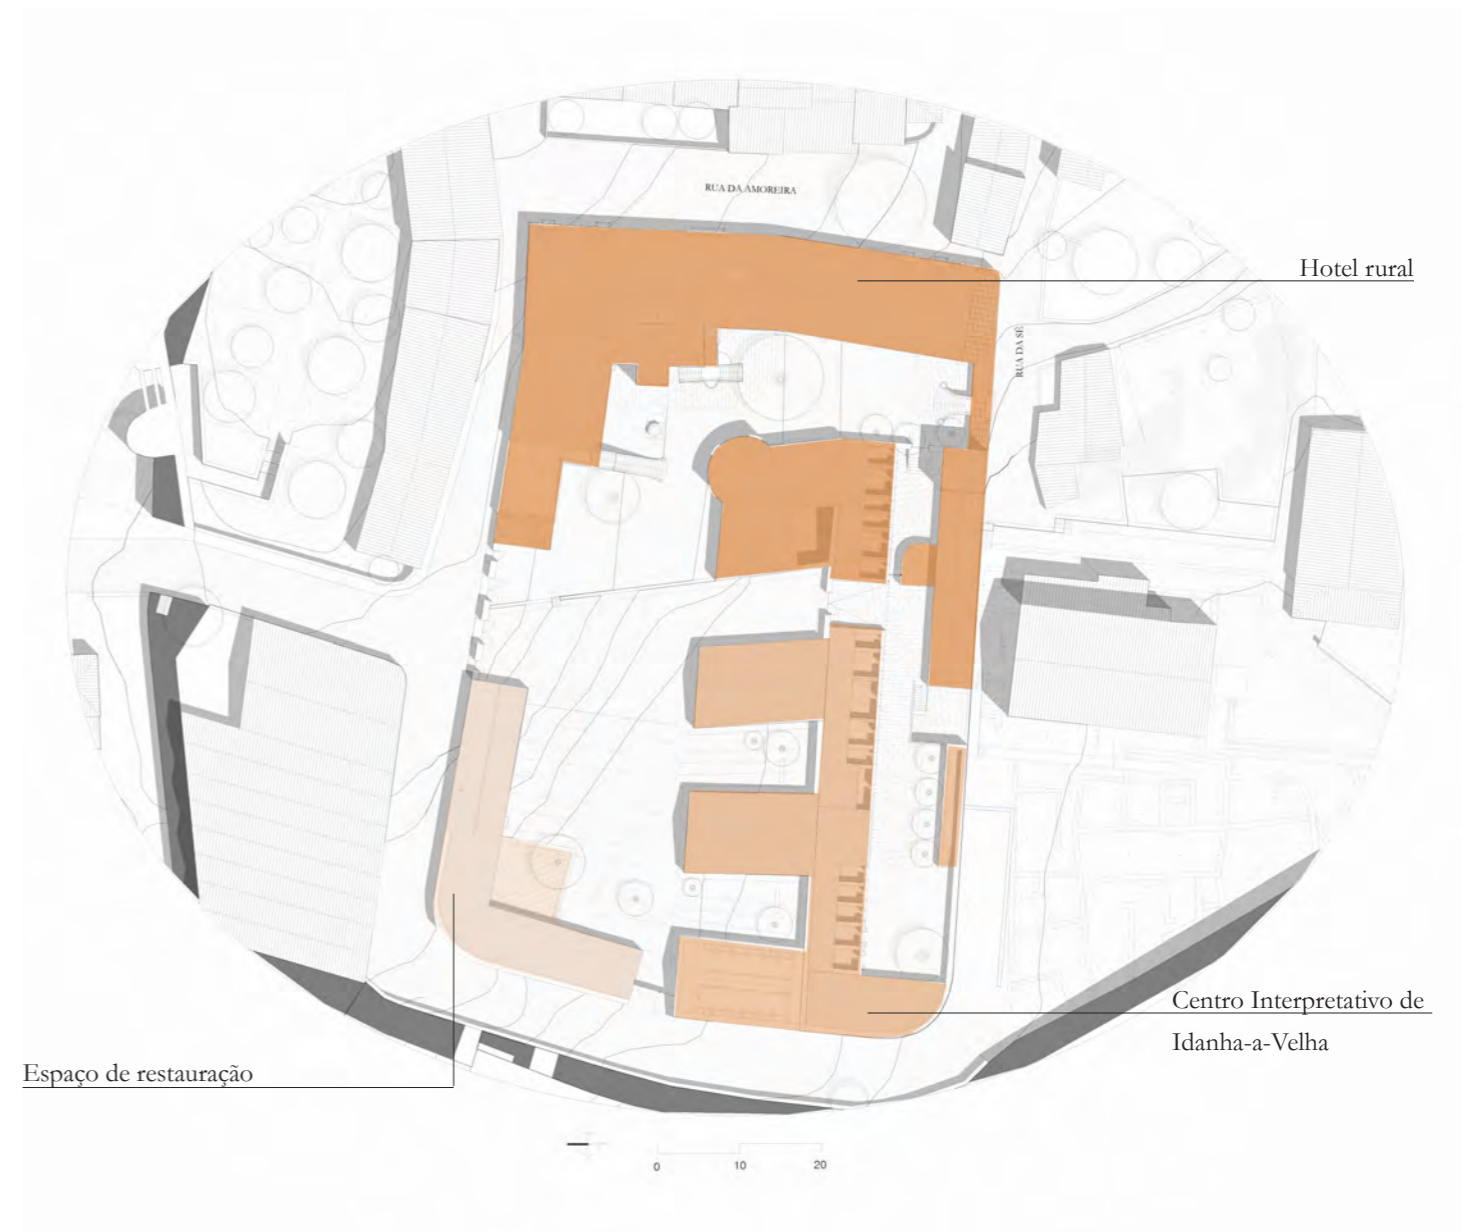 RUA DA AMOREIRA
Hotel rural
RUA DA SÉ
Centro Interpretativo de
Idanha-a-Velha
Espaço de restauração
0 10 20